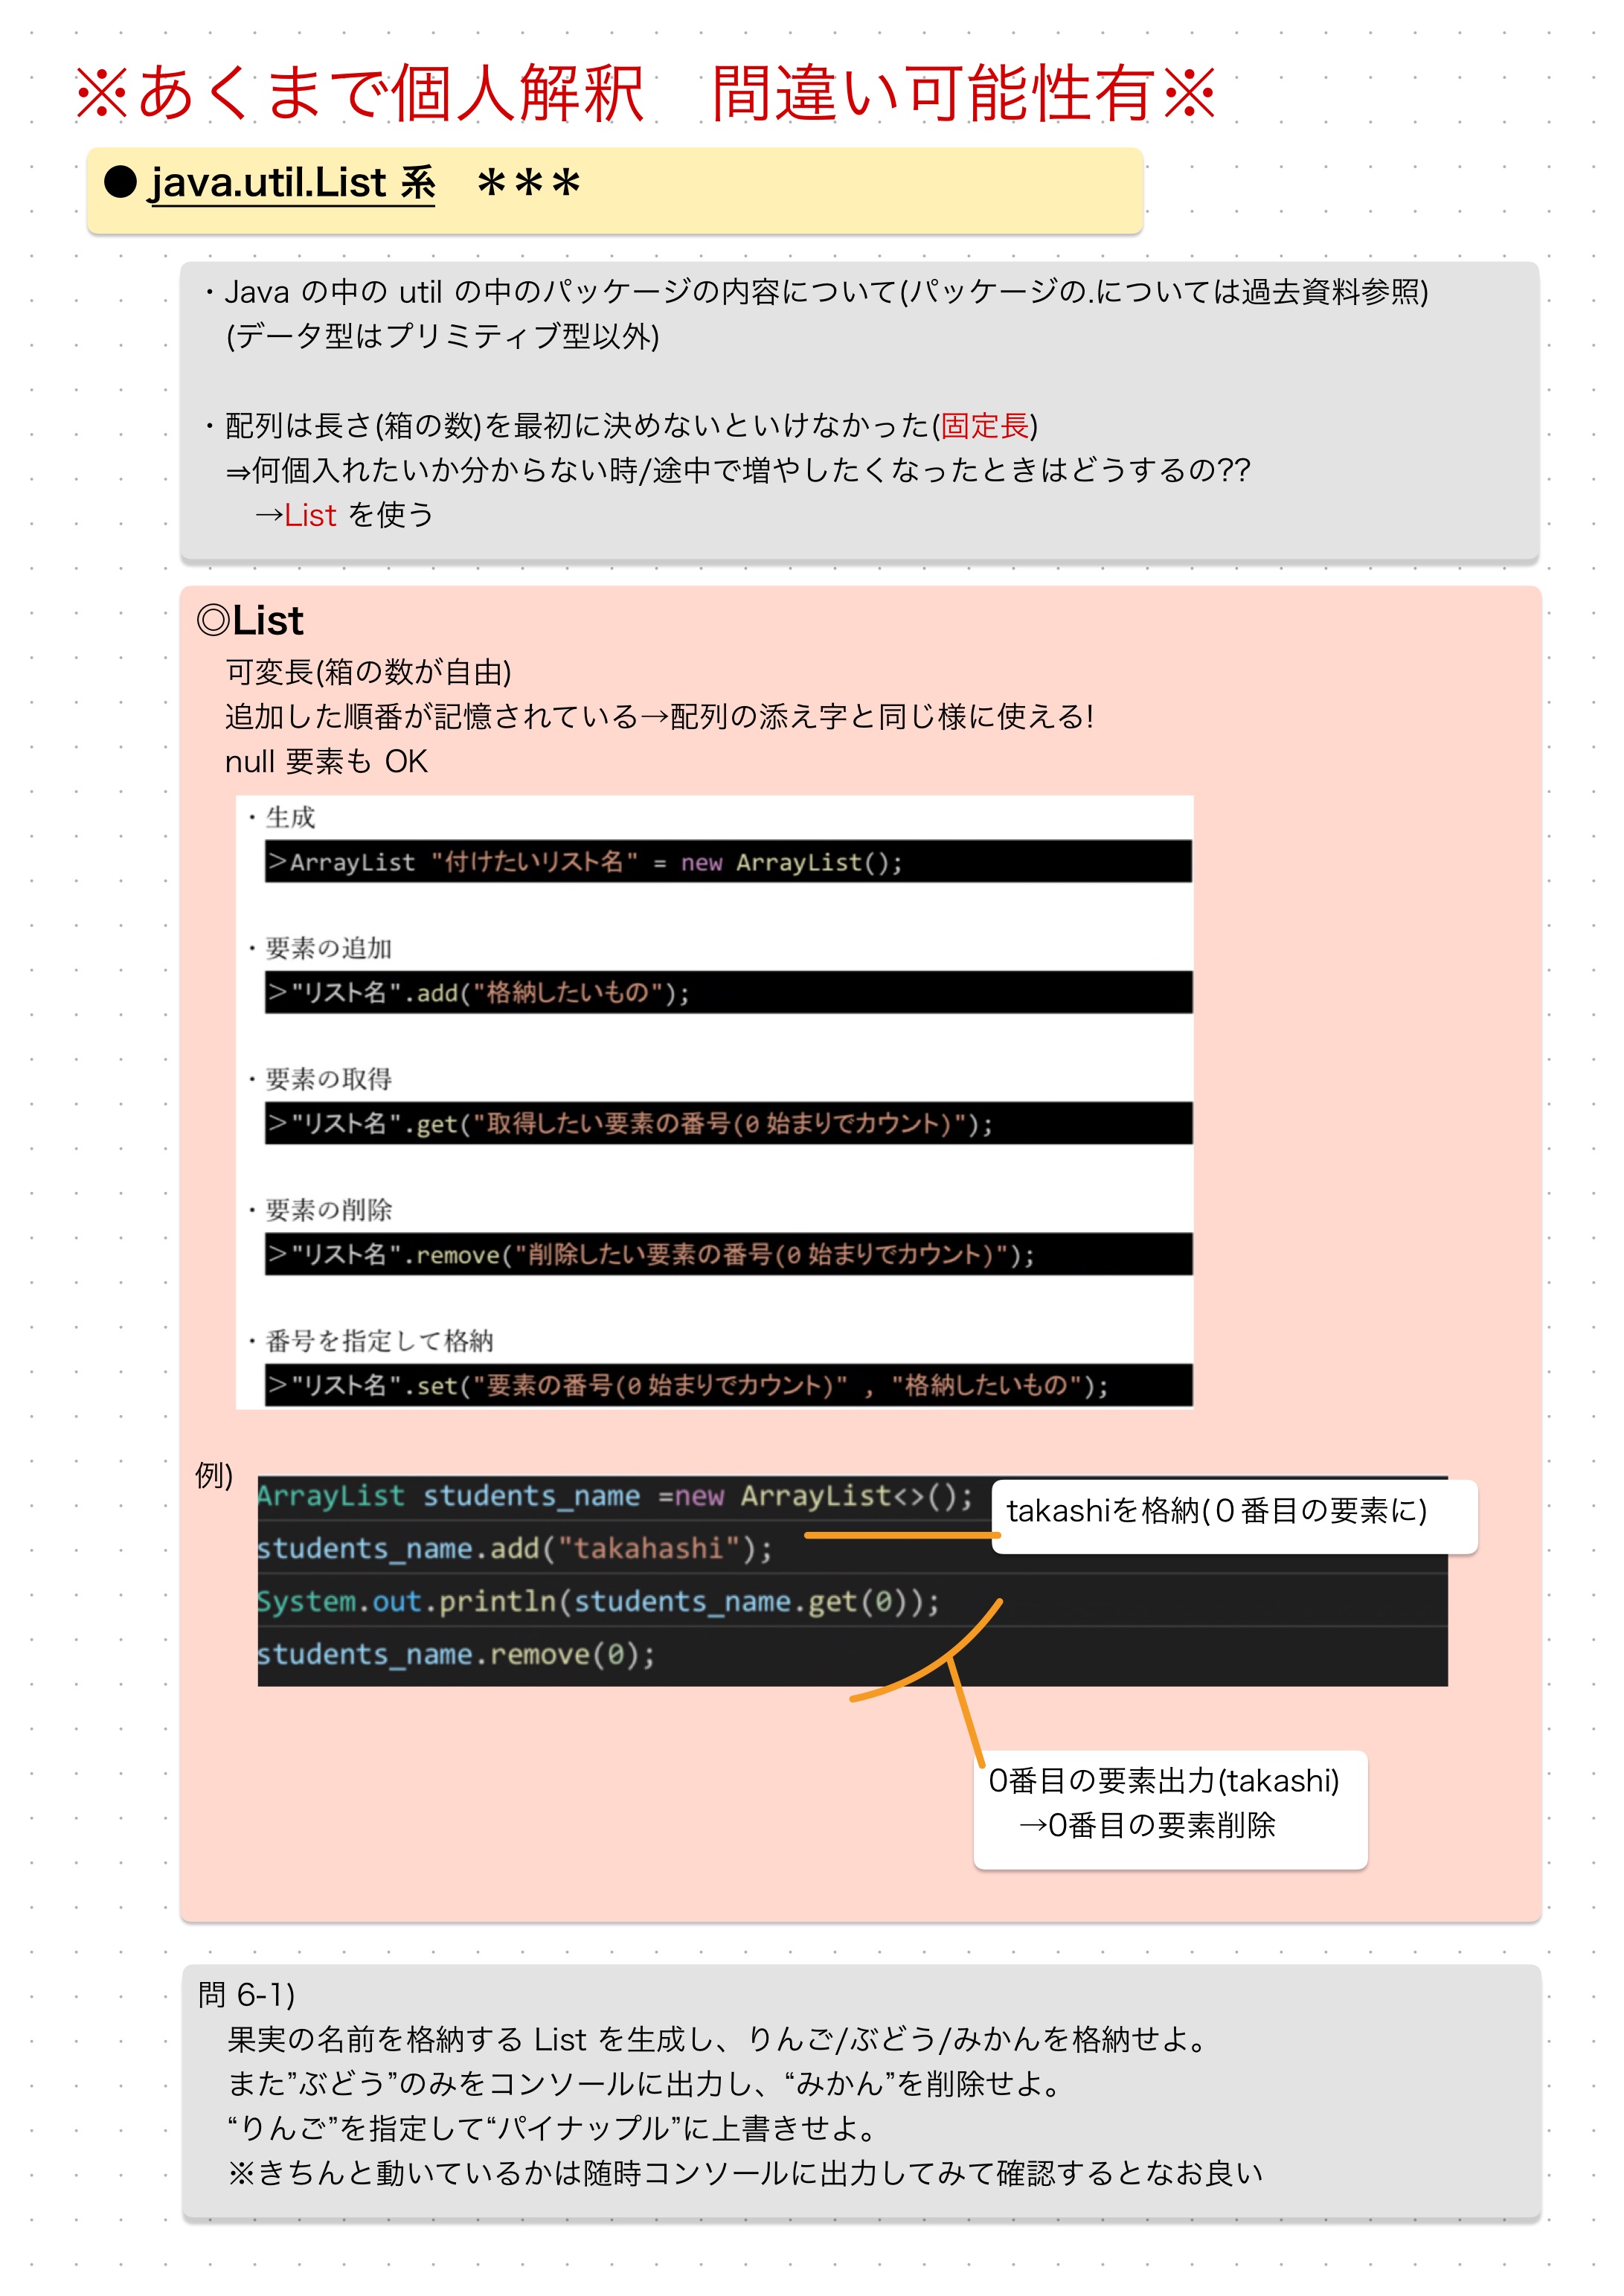 ※あくまで個人解釈　間違い可能性有※
●java.util.List 系　***
・Java の中の util の中のパッケージの内容について(パッケージの.については過去資料参照)
(データ型はプリミティブ型以外)
・配列は長さ(箱の数)を最初に決めないといけなかった(固定長)
⇒何個入れたいか分からない時/途中で増やしたくなったときはどうするの??
→List を使う
◎List
可変長(箱の数が自由)
追加した順番が記憶されている→配列の添え字と同じ様に使える!
null 要素も OK
・生成
>ArrayList "付けたいリスト名" = new ArrayList();
・要素の追加
>"リスト名".add("格納したいもの");
・要素の取得
>"リスト名".get("取得したい要素の番号(0 始まりでカウント)");
・要素の削除
>"リスト名".remove("削除したい要素の番号(0 始まりでカウント)");
・番号を指定して格納
>"リスト名".set("要素の番号(0 始まりでカウント)" , "格納したいもの");
例)
ArrayList students_name =new ArrayList<>();
takashiを格納(０番目の要素に)
students_name.add("takahashi");
System.out.println(students_name.get(0));
students_name.remove(0);
0番目の要素出力(takashi)
→0番目の要素削除
問 6-1)
果実の名前を格納する List を生成し、りんご/ぶどう/みかんを格納せよ。
また”ぶどう”のみをコンソールに出力し、“みかん”を削除せよ。
“りんご”を指定して“パイナップル”に上書きせよ。
※きちんと動いているかは随時コンソールに出力してみて確認するとなお良い